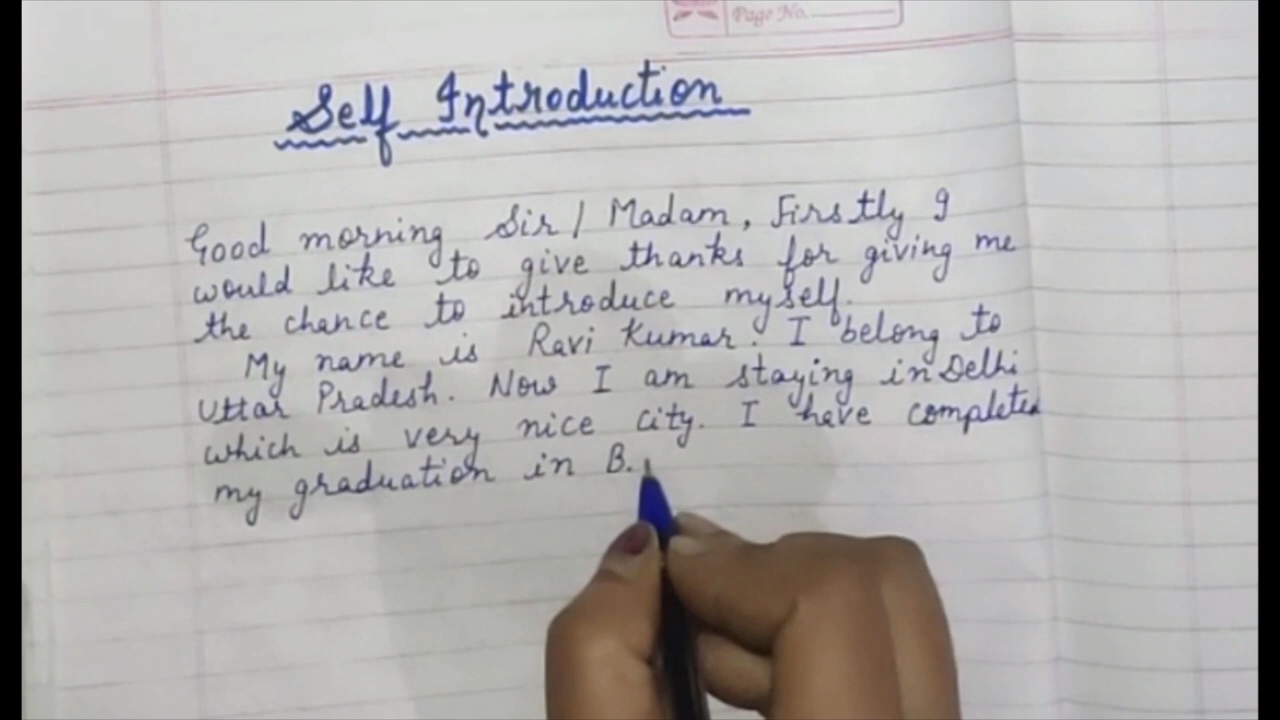 Page No.
Self Introduction
Good morning Sir / Madam, Firstly I
would like to give thanks for giving me
the chance to introduce myself.
My name is Ravi Kumar. I belong to
Uttar Pradesh. Now I am staying in Delhi
which is very nice city. I have completed
my graduation in B.